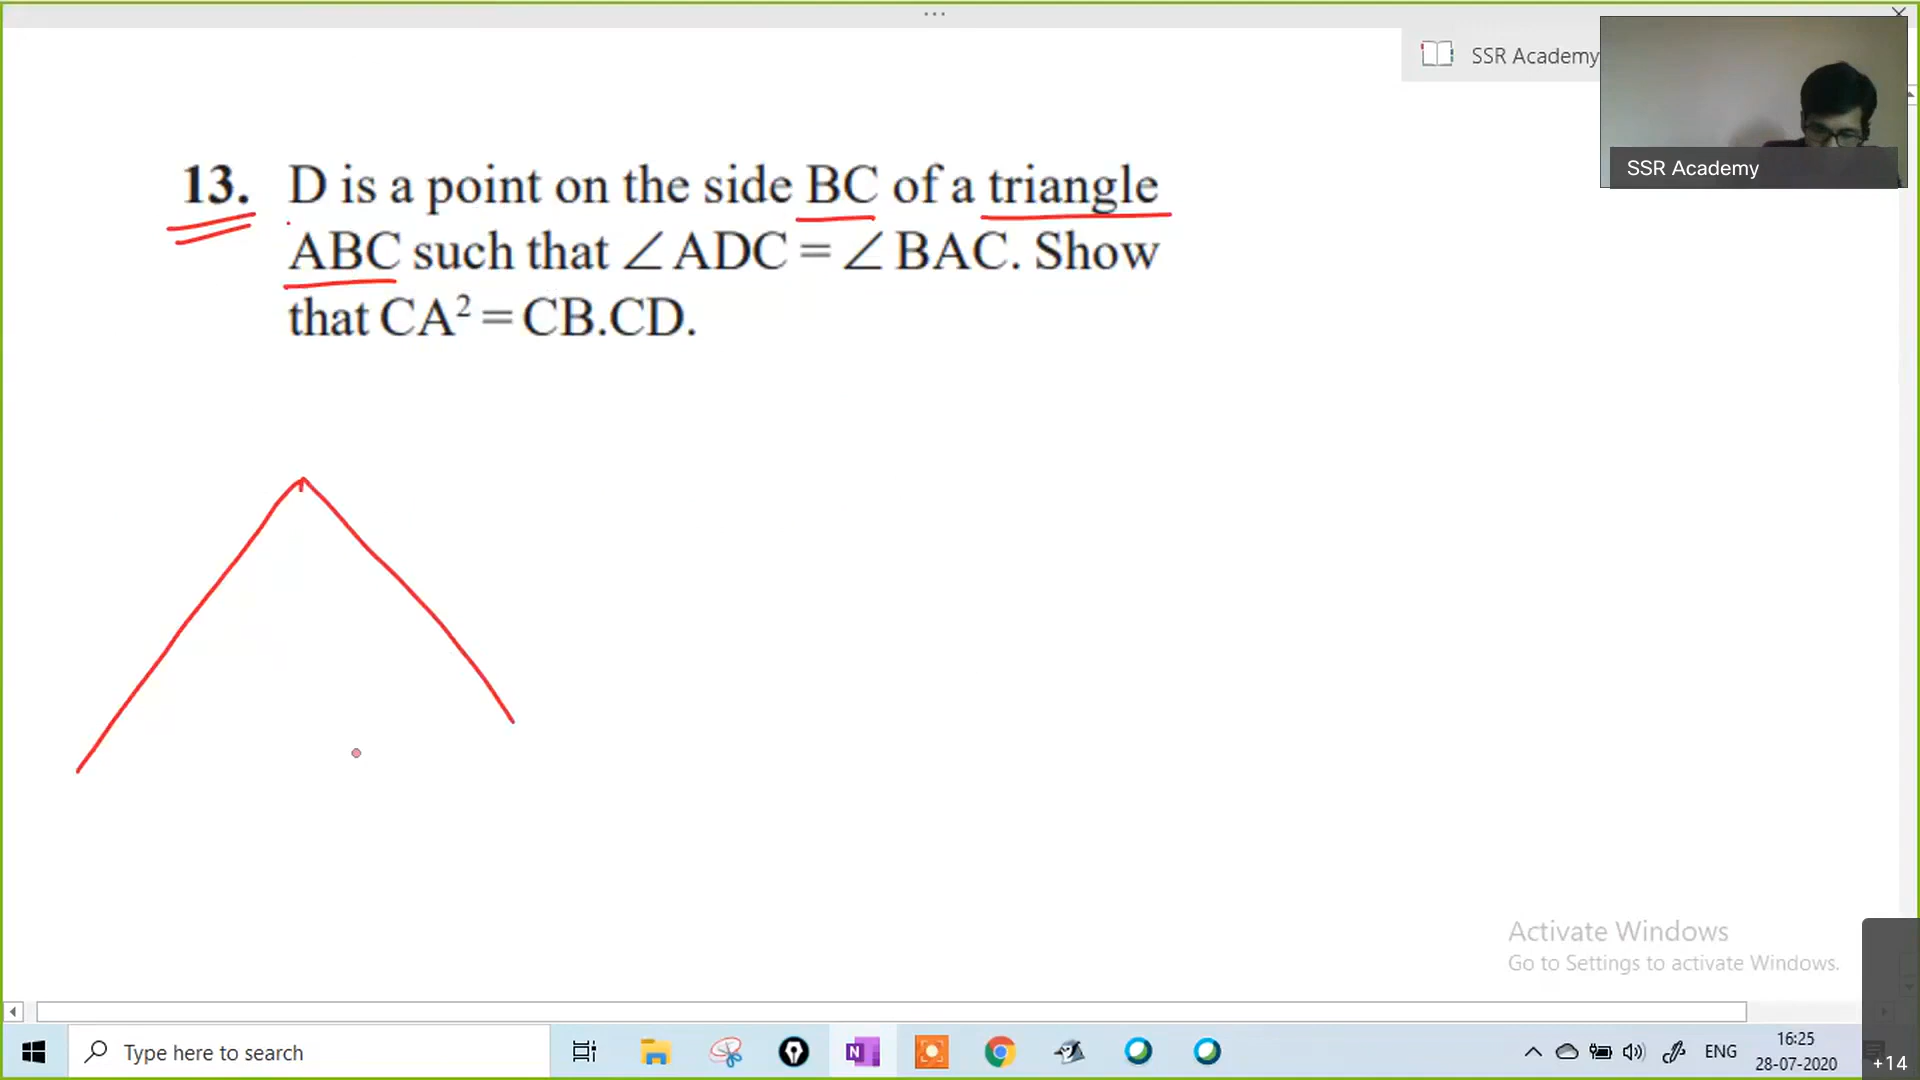 SSR Academy
SSR Academy
13. D is a point on the side BC of a triangle
ABC such that ∠ADC = ∠BAC. Show
that CA² = CB.CD.
Activate Windows
Go to Settings to activate Windows.
+14
Type here to search
ENG
16:25
28-07-2020